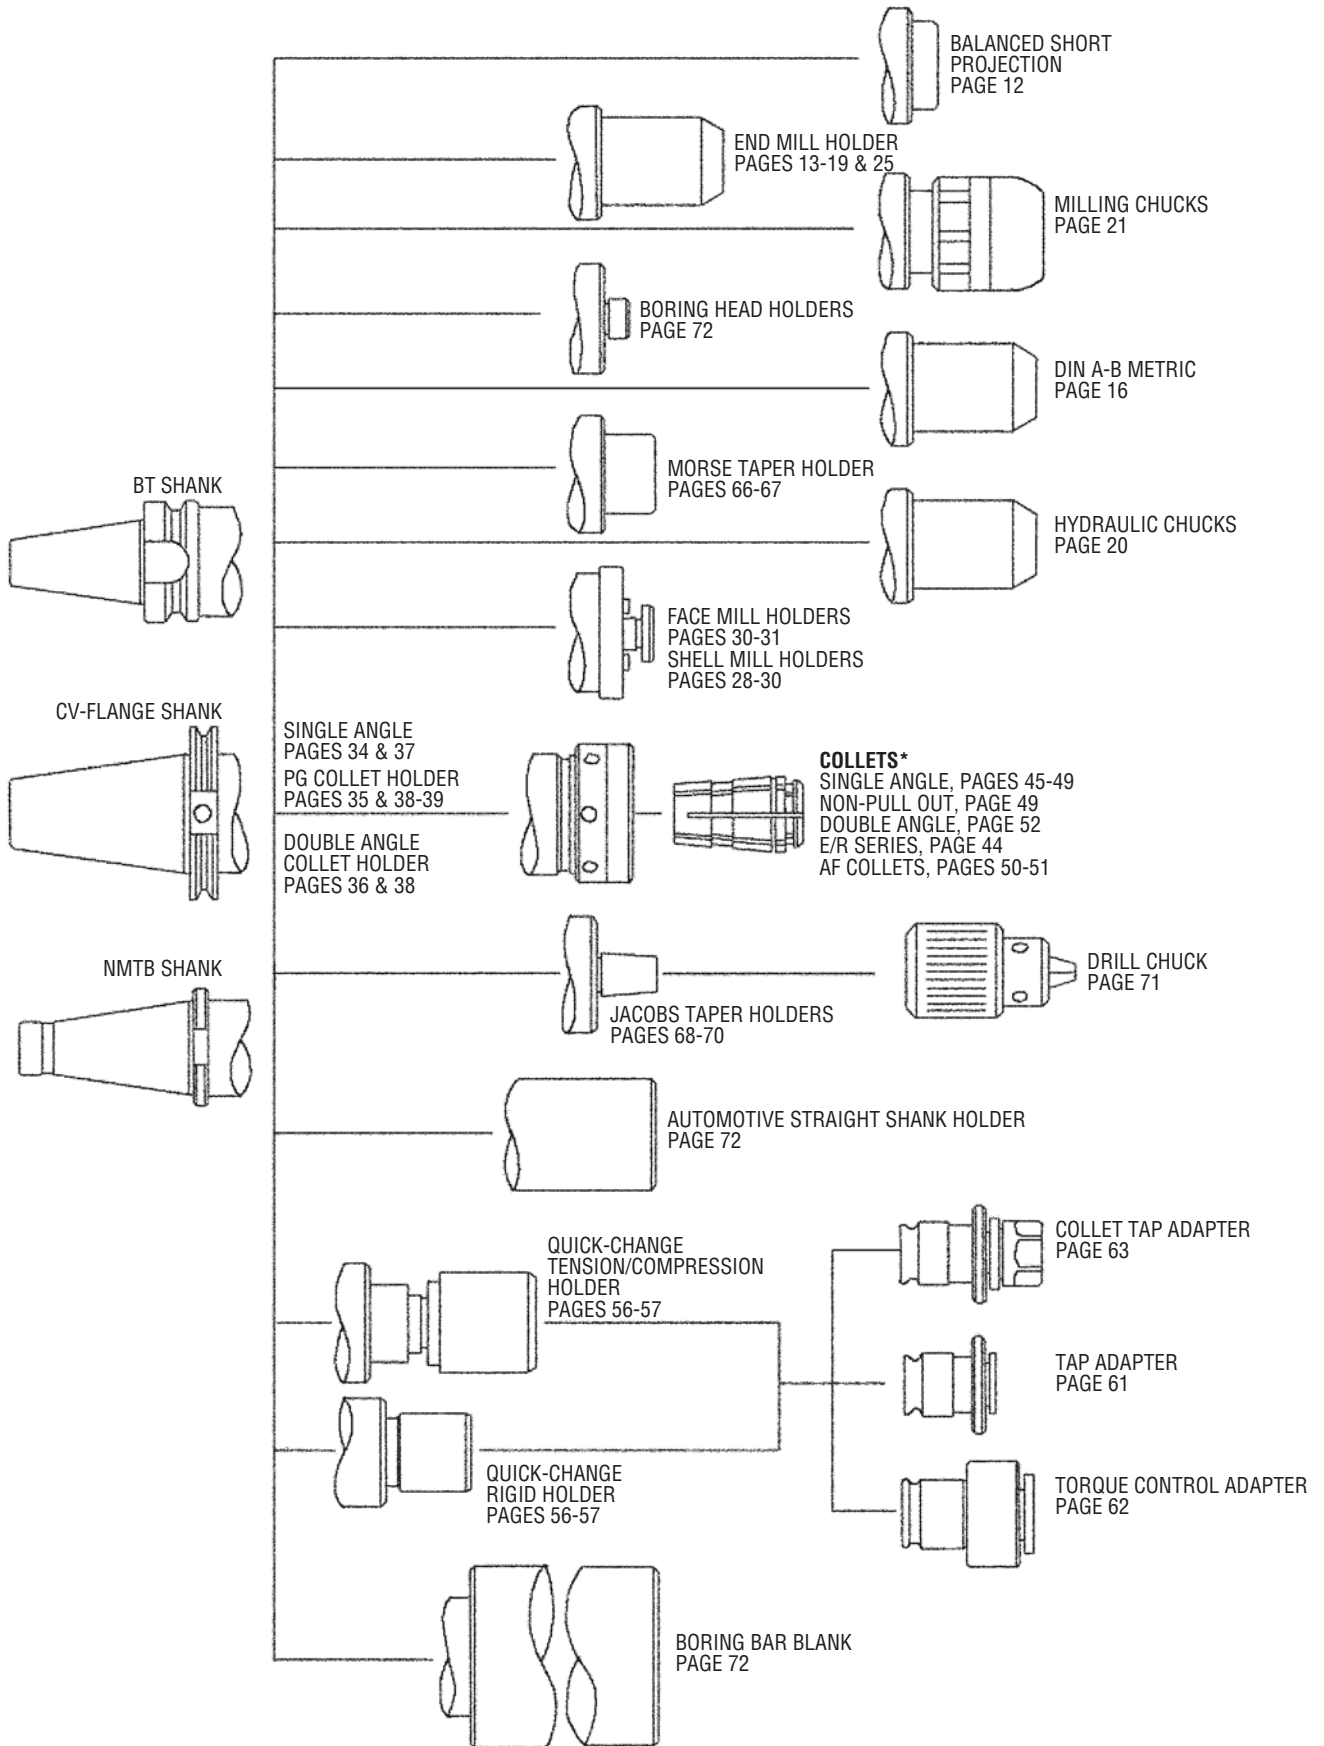 BALANCED SHORT
PROJECTION
PAGE 12
END MILL HOLDER
PAGES 13-19 & 25
MILLING CHUCKS
PAGE 21
BORING HEAD HOLDERS
PAGE 72
DIN A-B METRIC
PAGE 16
MORSE TAPER HOLDER
PAGES 66-67
BT SHANK
HYDRAULIC CHUCKS
PAGE 20
FACE MILL HOLDERS
PAGES 30-31
SHELL MILL HOLDERS
PAGES 28-30
CV-FLANGE SHANK
SINGLE ANGLE
PAGES 34 & 37
PG COLLET HOLDER
PAGES 35 & 38-39
DOUBLE ANGLE
COLLET HOLDER
PAGES 36 & 38
COLLETS*
SINGLE ANGLE, PAGES 45-49
NON-PULL OUT, PAGE 49
DOUBLE ANGLE, PAGE 52
E/R SERIES, PAGE 44
AF COLLETS, PAGES 50-51
NMTB SHANK
JACOBS TAPER HOLDERS
PAGES 68-70
DRILL CHUCK
PAGE 71
AUTOMOTIVE STRAIGHT SHANK HOLDER
PAGE 72
QUICK-CHANGE
TENSION/COMPRESSION
HOLDER
PAGES 56-57
COLLET TAP ADAPTER
PAGE 63
TAP ADAPTER
PAGE 61
QUICK-CHANGE
RIGID HOLDER
PAGES 56-57
TORQUE CONTROL ADAPTER
PAGE 62
BORING BAR BLANK
PAGE 72